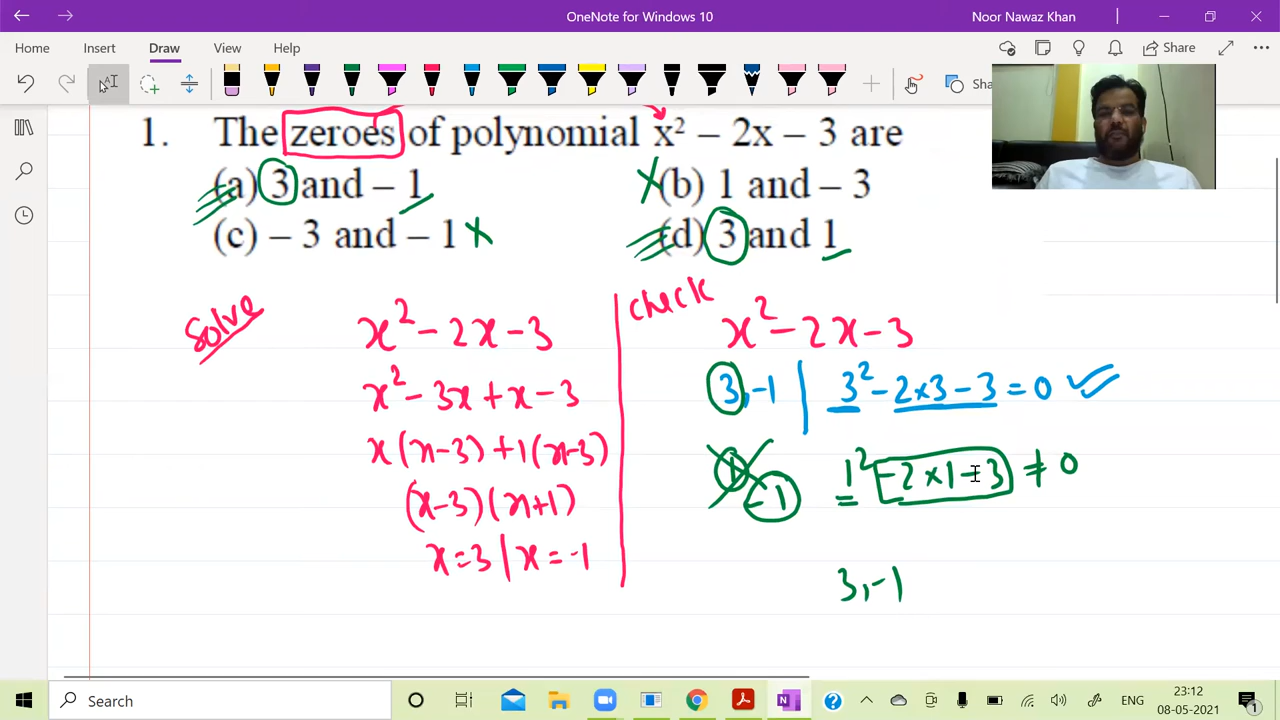 OneNote for Windows 10
Noor Nawaz Khan
Home Insert Draw View Help
Share
Shap
1. The zeroes of polynomial x² – 2x – 3 are
(a) 3 and – 1 (b) 1 and – 3
(c) – 3 and – 1 (d) 3 and 1
Solve
x² - 2x - 3
x² - 3x + x - 3
x(x-3) + 1(x-3)
(x-3)(x+1)
x=3 | x=-1
check
x² - 2x - 3
3, -1 | 3² - 2×3 - 3 = 0
1
-1
1² - 2×1 - 3 ≠ 0
3, -1
Search
ENG
23:12
08-05-2021
1